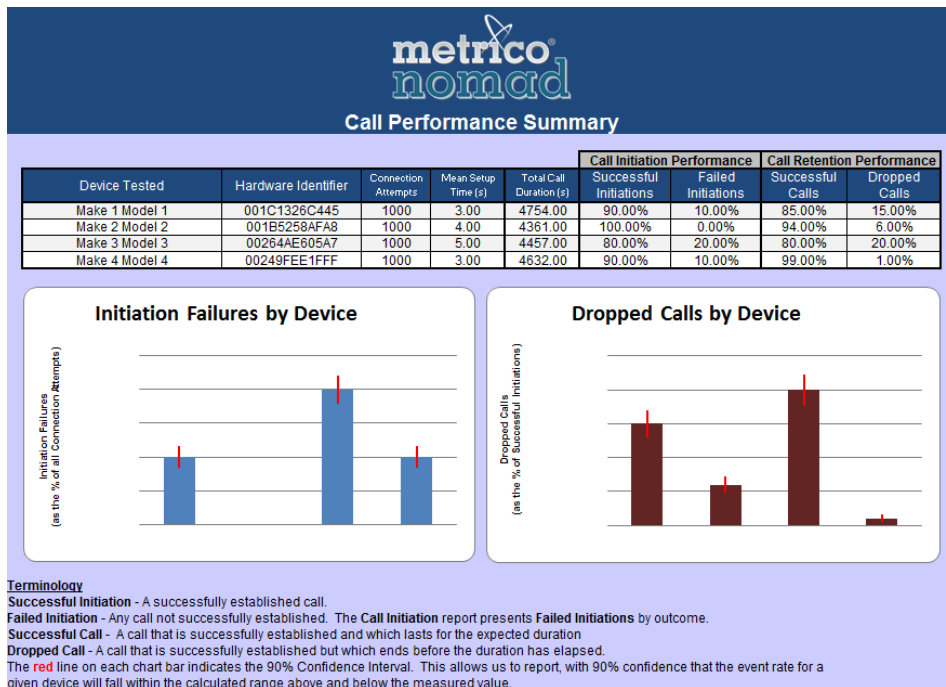 metrico
nomad
Call Performance Summary
Call Initiation Performance Call Retention Performance
Device Tested Hardware Identifier Connection Attempts Mean Setup Time (s) Total Call Duration (s) Successful Initiations Failed Initiations Successful Calls Dropped Calls
Make 1 Model 1 001C1326C445 1000 3.00 4754.00 90.00% 10.00% 85.00% 15.00%
Make 2 Model 2 001B5258AFA8 1000 4.00 4361.00 100.00% 0.00% 94.00% 6.00%
Make 3 Model 3 00264AE605A7 1000 5.00 4457.00 80.00% 20.00% 80.00% 20.00%
Make 4 Model 4 00249FEE1FFF 1000 3.00 4632.00 90.00% 10.00% 99.00% 1.00%
Initiation Failures by Device
Initiation Failures
(as the % of all Connection Attempts)
Dropped Calls by Device
Dropped Calls
(as the % of Successful Initiations)
Terminology
Successful Initiation - A successfully established call.
Failed Initiation - Any call not successfully established. The Call Initiation report presents Failed Initiations by outcome.
Successful Call - A call that is successfully established and which lasts for the expected duration
Dropped Call - A call that is successfully established but which ends before the duration has elapsed.
The red line on each chart bar indicates the 90% Confidence Interval. This allows us to report, with 90% confidence that the event rate for a
given device will fall within the calculated range above and below the measured value.